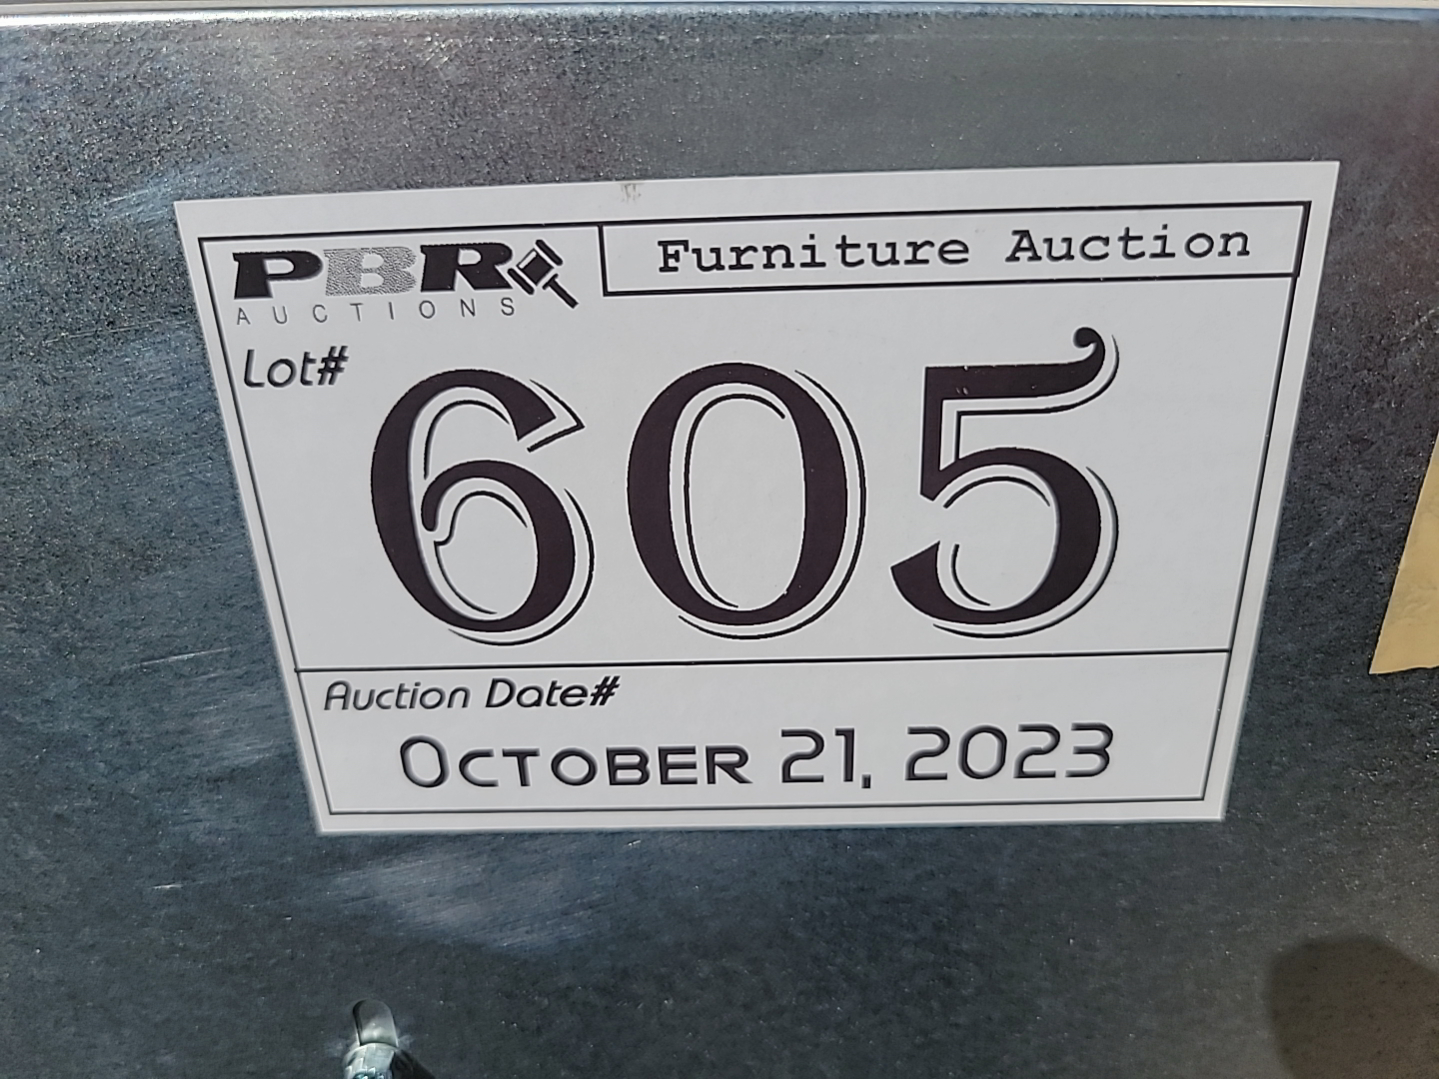 PBR
AUCTIONS
Furniture Auction
Lot#
605
Auction Date#
October 21, 2023